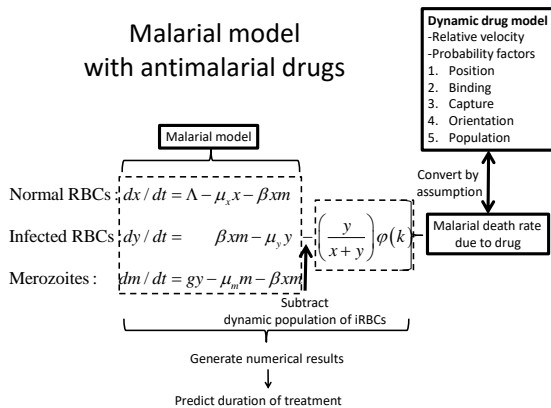 Malarial model
with antimalarial drugs
Dynamic drug model
-Relative velocity
-Probability factors
1. Position
2. Binding
3. Capture
4. Orientation
5. Population
Malarial model
Convert by
assumption
Normal RBCs : dx / dt = Λ − μₓx − βxm
Infected RBCs : dy / dt = βxm − μ_y y − (y / (x + y)) φ(k)
Malarial death rate
due to drug
Merozoites : dm / dt = gy − μₘm − βxm
Subtract
dynamic population of iRBCs
Generate numerical results
Predict duration of treatment